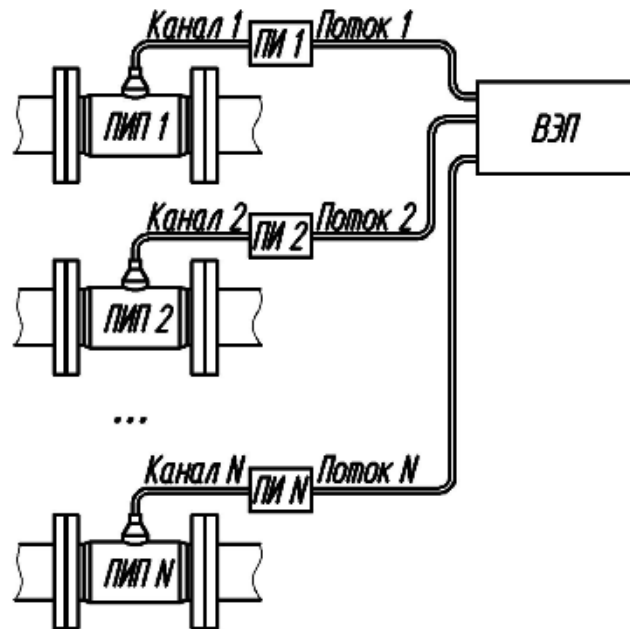 Канал 1 ПИ 1 Поток 1
ПИП 1 ВЭП
Канал 2 ПИ 2 Поток 2
ПИП 2
...
Канал N ПИ N Поток N
ПИП N